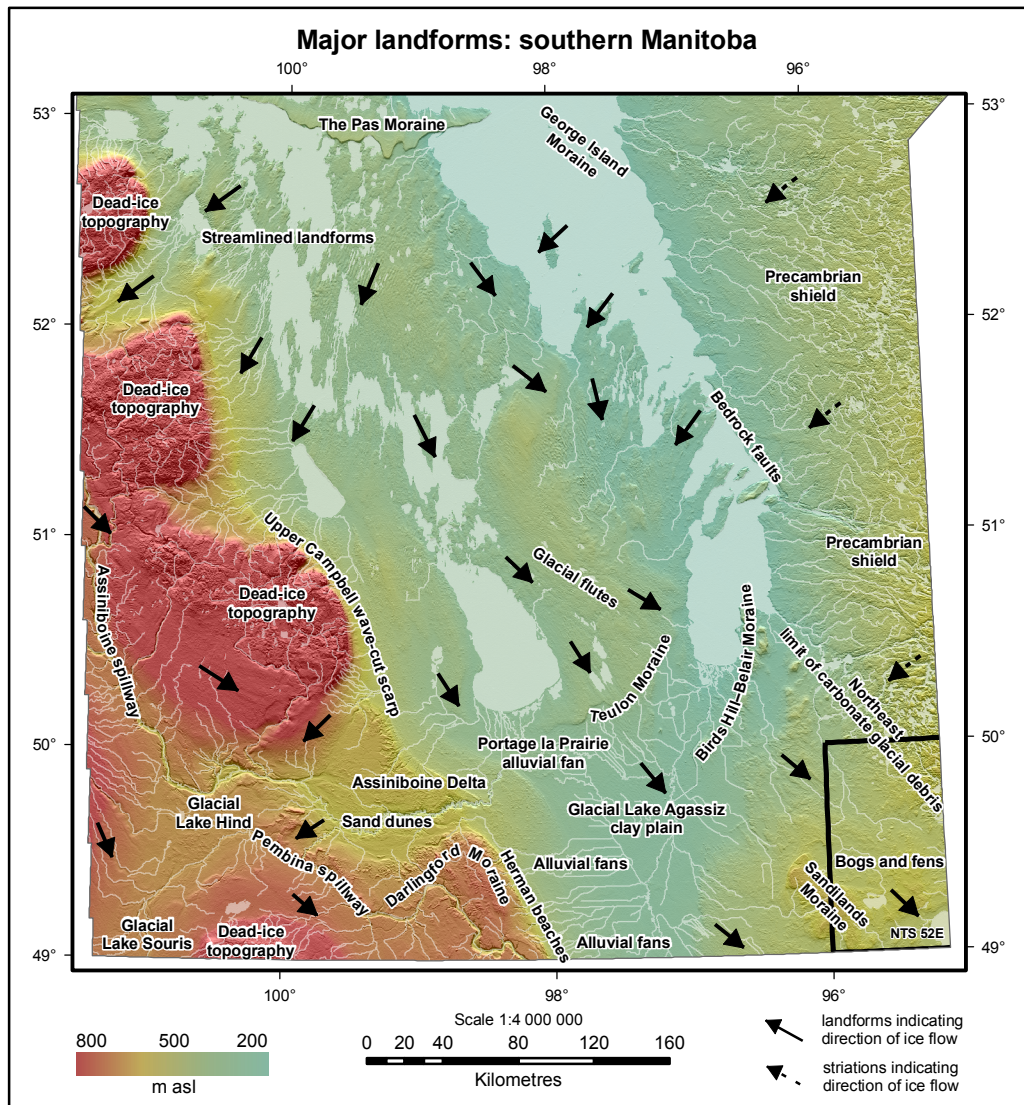 Major landforms: southern Manitoba
100°
98°
96°
53°
53°
The Pas Moraine
George Island
Moraine
Dead-ice
topography
Streamlined landforms
Precambrian
shield
52°
52°
Dead-ice
topography
Bedrock faults
51°
51°
Upper Campbell wave-cut scarp
Precambrian
shield
Glacial flutes
Dead-ice
topography
Assiniboine spillway
Teulon Moraine
Birds Hill–Belair Moraine
Northeast
limit of carbonate glacial debris
50°
50°
Portage la Prairie
alluvial fan
Assiniboine Delta
Glacial
Lake Hind
Sand dunes
Glacial Lake Agassiz
clay plain
Pembina spillway
Darlingford Moraine
Herman beaches
Alluvial fans
Bogs and fens
Sandlands
Moraine
Glacial
Lake Souris
Dead-ice
topography
Alluvial fans
NTS 52E
49°
49°
100°
98°
96°
800 500 200
m asl
Scale 1:4 000 000
0 20 40 80 120 160
Kilometres
landforms indicating
direction of ice flow
striations indicating
direction of ice flow